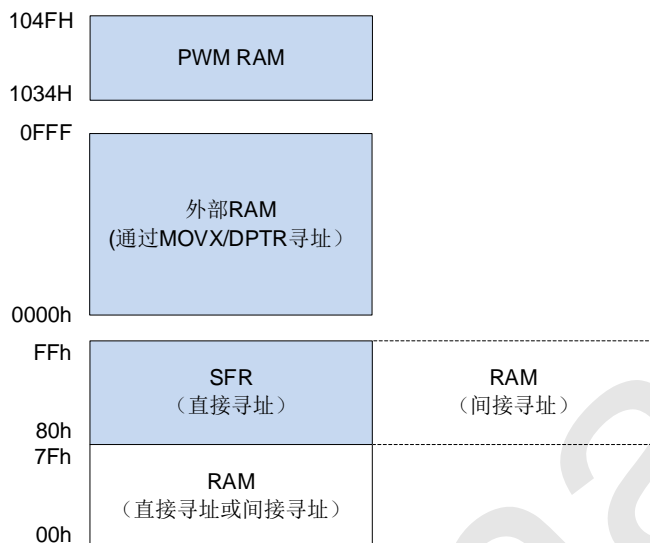 104FH
PWM RAM
1034H
0FFF
外部RAM
(通过MOVX/DPTR寻址）
0000h
FFh
SFR
RAM
（直接寻址）
（间接寻址）
80h
7Fh
RAM
（直接寻址或间接寻址）
00h